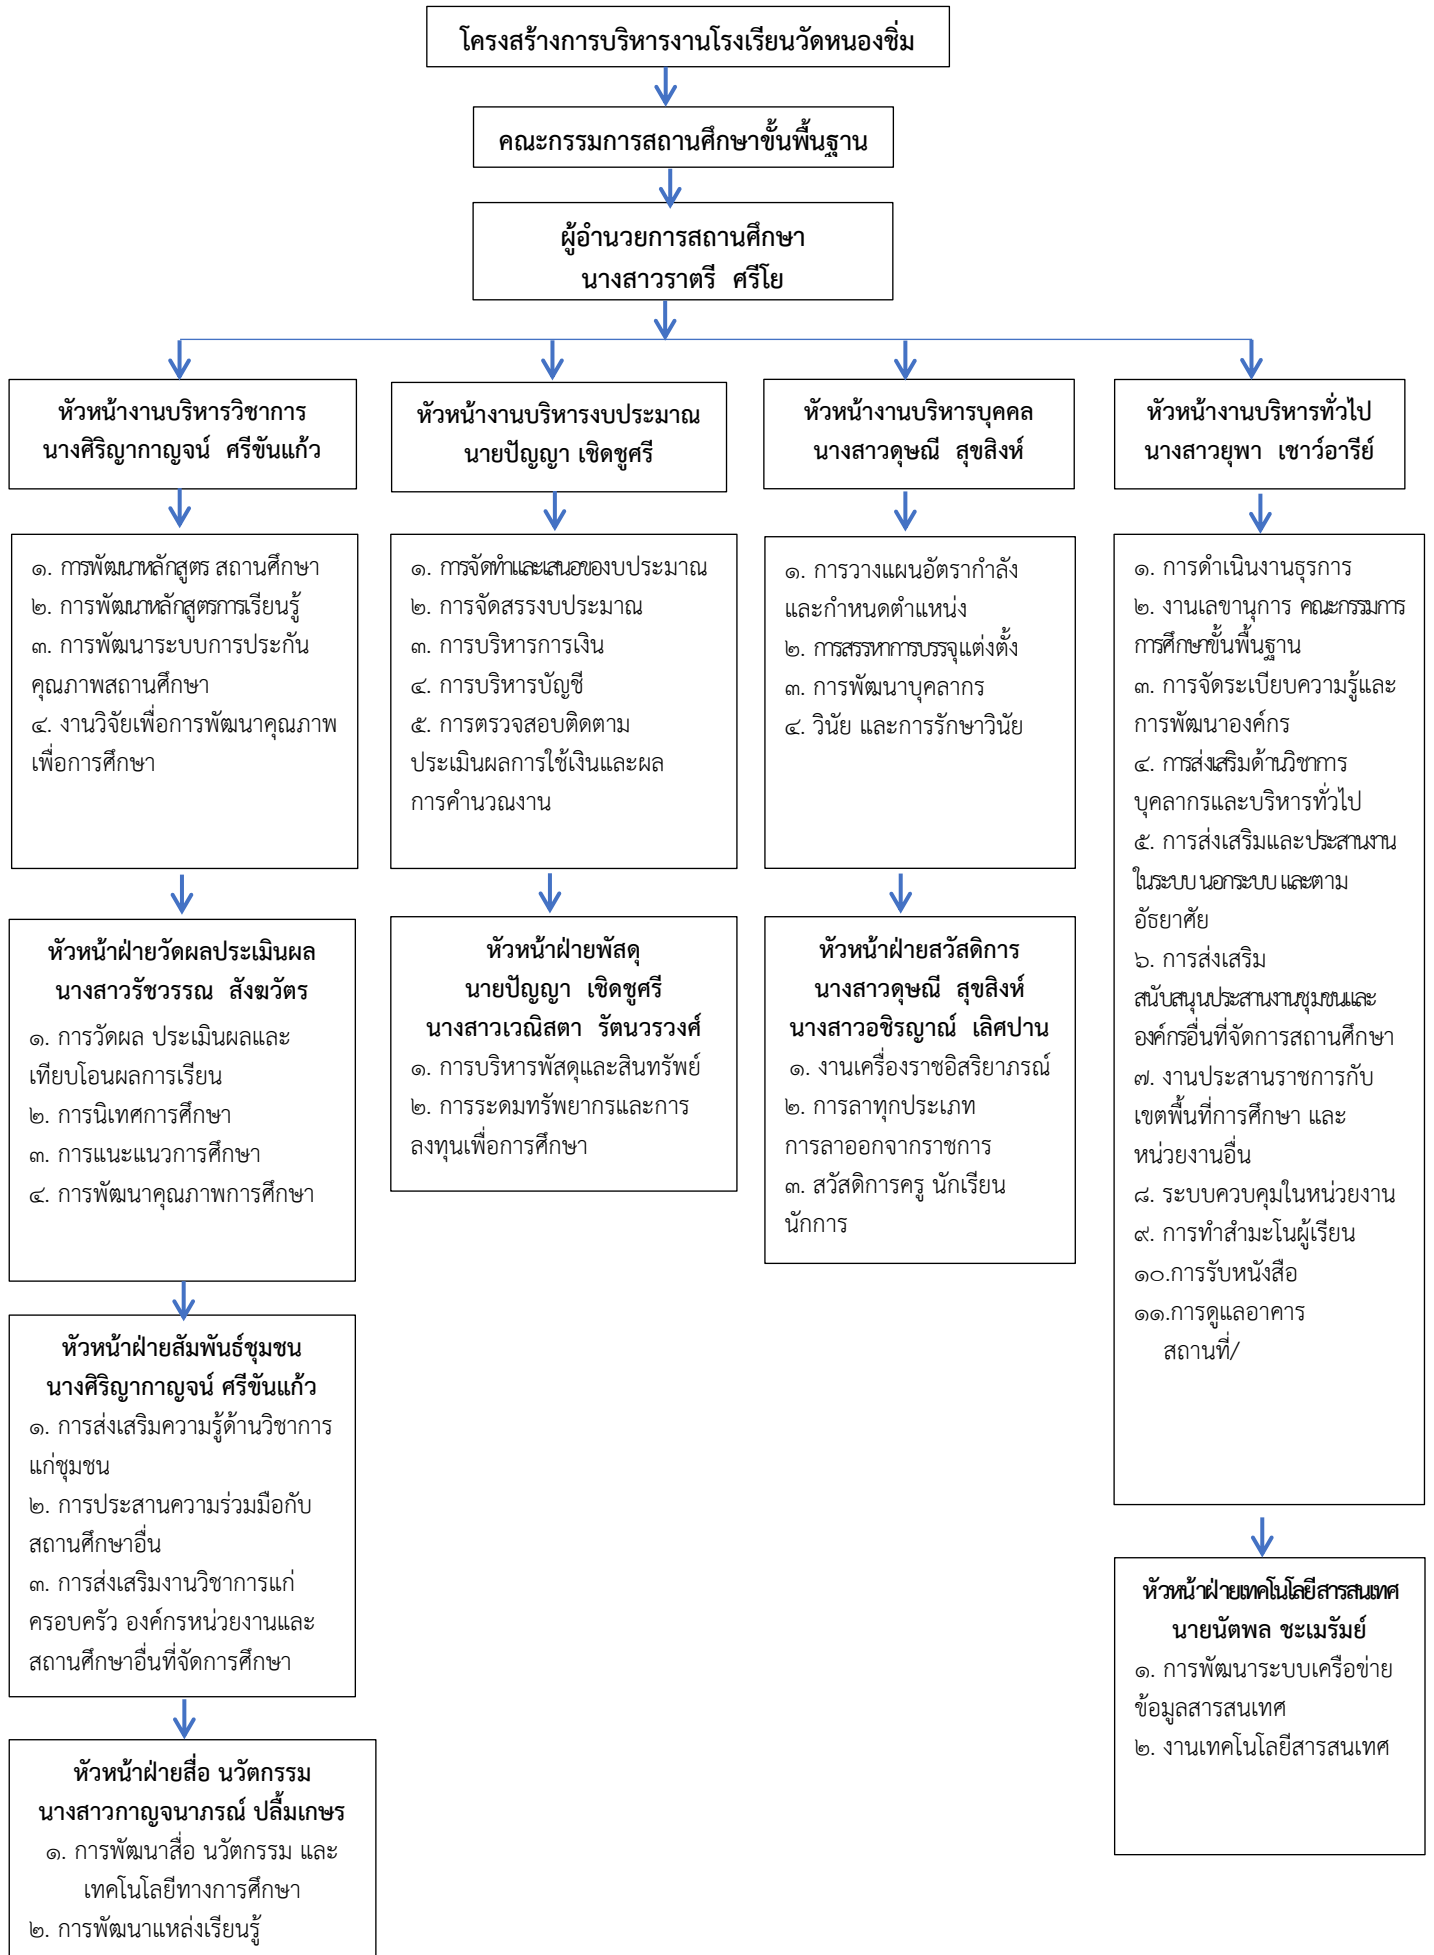 โครงสร้างการบริหารงานโรงเรียนวัดหนองชิ่ม
คณะกรรมการสถานศึกษาขั้นพื้นฐาน
ผู้อำนวยการสถานศึกษา
นางสาวราตรี ศรีโย
หัวหน้างานบริหารวิชาการ
นางศิริญากาญจน์ ศรีขันแก้ว
๑. การพัฒนาหลักสูตร สถานศึกษา
๒. การพัฒนาหลักสูตรการเรียนรู้
๓. การพัฒนาระบบการประกัน
คุณภาพสถานศึกษา
๔. งานวิจัยเพื่อการพัฒนาคุณภาพ
เพื่อการศึกษา
หัวหน้าฝ่ายวัดผลประเมินผล
นางสาวรัชวรรณ สังฆวัตร
๑. การวัดผล ประเมินผลและ
เทียบโอนผลการเรียน
๒. การนิเทศการศึกษา
๓. การแนะแนวการศึกษา
๔. การพัฒนาคุณภาพการศึกษา
หัวหน้าฝ่ายสัมพันธ์ชุมชน
นางศิริญากาญจน์ ศรีขันแก้ว
๑. การส่งเสริมความรู้ด้านวิชาการ
แก่ชุมชน
๒. การประสานความร่วมมือกับ
สถานศึกษาอื่น
๓. การส่งเสริมงานวิชาการแก่
ครอบครัว องค์กรหน่วยงานและ
สถานศึกษาอื่นที่จัดการศึกษา
หัวหน้าฝ่ายสื่อ นวัตกรรม
นางสาวกาญจนาภรณ์ ปลื้มเกษร
๑. การพัฒนาสื่อ นวัตกรรม และ
เทคโนโลยีทางการศึกษา
๒. การพัฒนาแหล่งเรียนรู้
หัวหน้างานบริหารงบประมาณ
นายปัญญา เชิดชูศรี
๑. การจัดทำและเสนอของบประมาณ
๒. การจัดสรรงบประมาณ
๓. การบริหารการเงิน
๔. การบริหารบัญชี
๕. การตรวจสอบติดตาม
ประเมินผลการใช้เงินและผล
การคำนวณงาน
หัวหน้าฝ่ายพัสดุ
นายปัญญา เชิดชูศรี
นางสาวเวณิสตา รัตนวรวงศ์
๑. การบริหารพัสดุและสินทรัพย์
๒. การระดมทรัพยากรและการ
ลงทุนเพื่อการศึกษา
หัวหน้างานบริหารบุคคล
นางสาวดุษณี สุขสิงห์
๑. การวางแผนอัตรากำลัง
และกำหนดตำแหน่ง
๒. การสรรหาการบรรจุแต่งตั้ง
๓. การพัฒนาบุคลากร
๔. วินัย และการรักษาวินัย
หัวหน้าฝ่ายสวัสดิการ
นางสาวดุษณี สุขสิงห์
นางสาวอชิรญาณ์ เลิศปาน
๑. งานเครื่องราชอิสริยาภรณ์
๒. การลาทุกประเภท
การลาออกจากราชการ
๓. สวัสดิการครู นักเรียน
นักการ
หัวหน้างานบริหารทั่วไป
นางสาวยุพา เชาว์อารีย์
๑. การดำเนินงานธุรการ
๒. งานเลขานุการ คณะกรรมการ
การศึกษาขั้นพื้นฐาน
๓. การจัดระเบียบความรู้และ
การพัฒนาองค์กร
๔. การส่งเสริมด้านวิชาการ
บุคลากรและบริหารทั่วไป
๕. การส่งเสริมและประสานงาน
ในระบบ นอกระบบ และตาม
อัธยาศัย
๖. การส่งเสริม
สนับสนุนประสานงานชุมชนและ
องค์กรอื่นที่จัดการสถานศึกษา
๗. งานประสานราชการกับ
เขตพื้นที่การศึกษา และ
หน่วยงานอื่น
๘. ระบบควบคุมในหน่วยงาน
๙. การทำสำมะโนผู้เรียน
๑๐.การรับหนังสือ
๑๑.การดูแลอาคาร
สถานที่/
หัวหน้าฝ่ายเทคโนโลยีสารสนเทศ
นายนัตพล ชะเมรัมย์
๑. การพัฒนาระบบเครือข่าย
ข้อมูลสารสนเทศ
๒. งานเทคโนโลยีสารสนเทศ